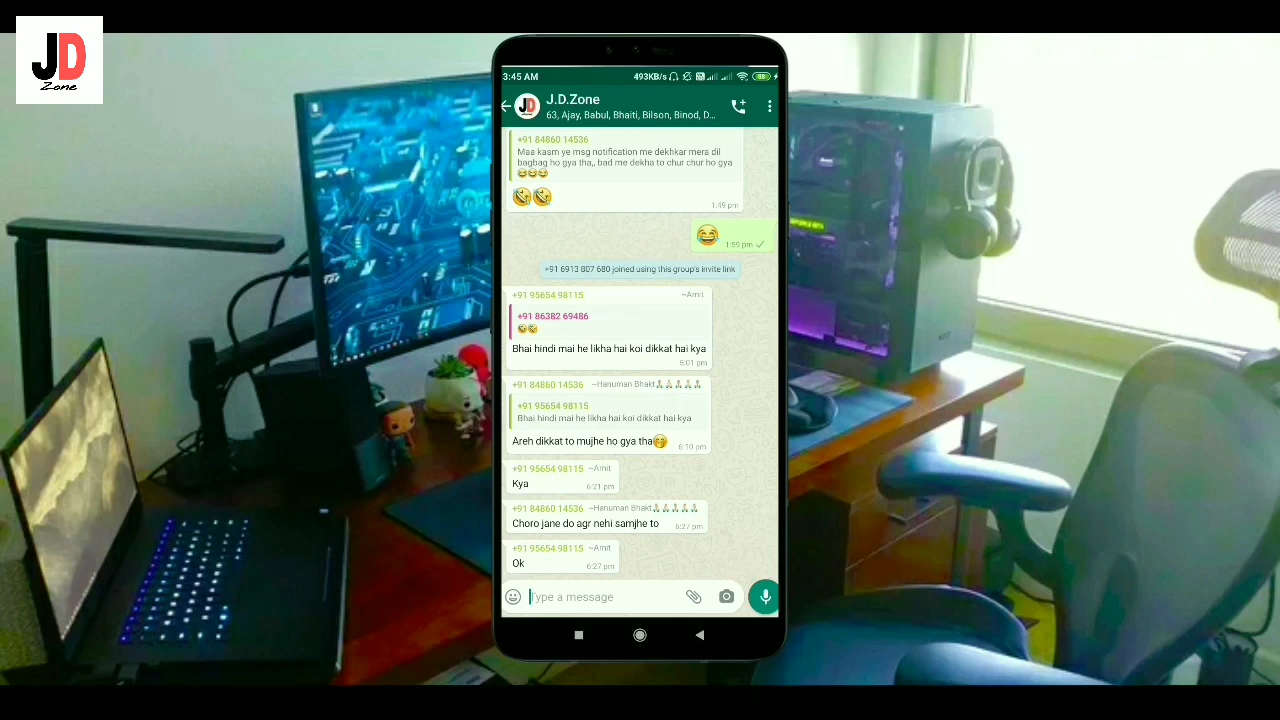 JD
Zone
3:45 AM
493KB/s
88
J.D.Zone
63, Ajay, Babul, Bhaiti, Bilson, Binod, D...
+91 84860 14536
Maa kasm ye msg notification me dekhkar mera dil
bagbag ho gya tha,, bad me dekha to chur chur ho gya
😂😂😂
🤣🤣
1:49 pm
😂
1:59 pm
+91 6913 807 680 joined using this group's invite link
+91 95654 98115 ~Amit
+91 86382 69486
🤣🤣
Bhai hindi mai he likha hai koi dikkat hai kya
5:01 pm
+91 84860 14536 ~Hanuman Bhakt🙏🙏🙏🙏🙏
+91 95654 98115
Bhai hindi mai he likha hai koi dikkat hai kya
Areh dikkat to mujhe ho gya tha🤭
6:10 pm
+91 95654 98115 ~Amit
Kya
6:21 pm
+91 84860 14536 ~Hanuman Bhakt🙏🙏🙏🙏🙏
Choro jane do agr nehi samjhe to
6:27 pm
+91 95654 98115 ~Amit
Ok
6:27 pm
Type a message